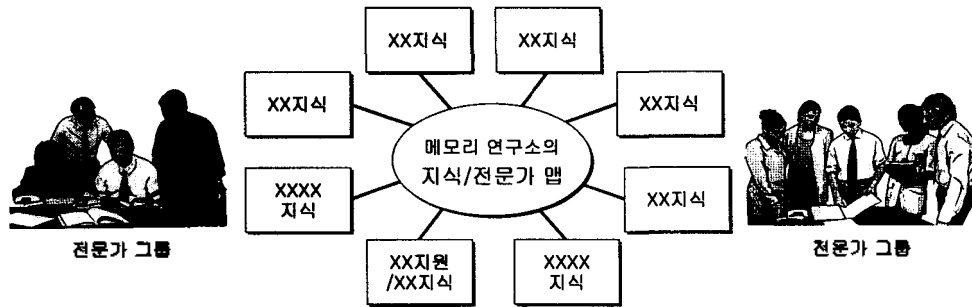 XX지식
XX지식
XX지식
XX지식
메모리 연구소의
지식/전문가 맵
XXXX
지식
XX지식
전문가 그룹
XX지원
/XX지식
XXXX
지식
전문가 그룹